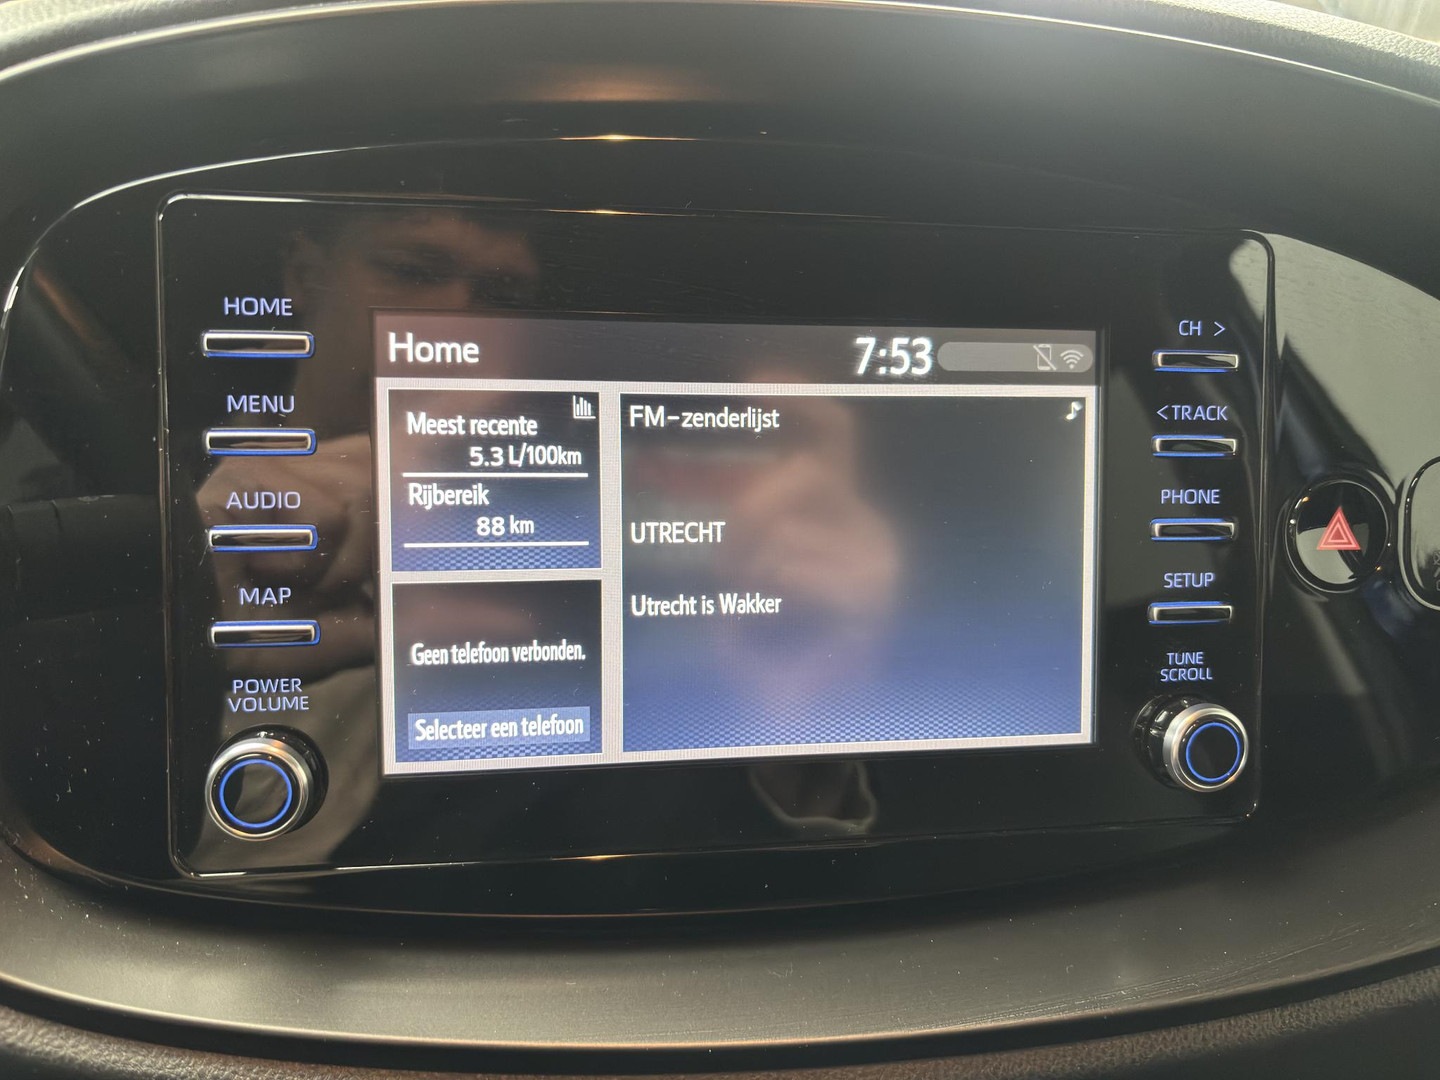 HOME
MENU
AUDIO
MAP
POWER
VOLUME
Home
7:53
Meest recente
5.3 L/100km
Rijbereik
88 km
Geen telefoon verbonden.
Selecteer een telefoon
FM-zenderlijst
UTRECHT
Utrecht is Wakker
CH >
<TRACK
PHONE
SETUP
TUNE
SCROLL